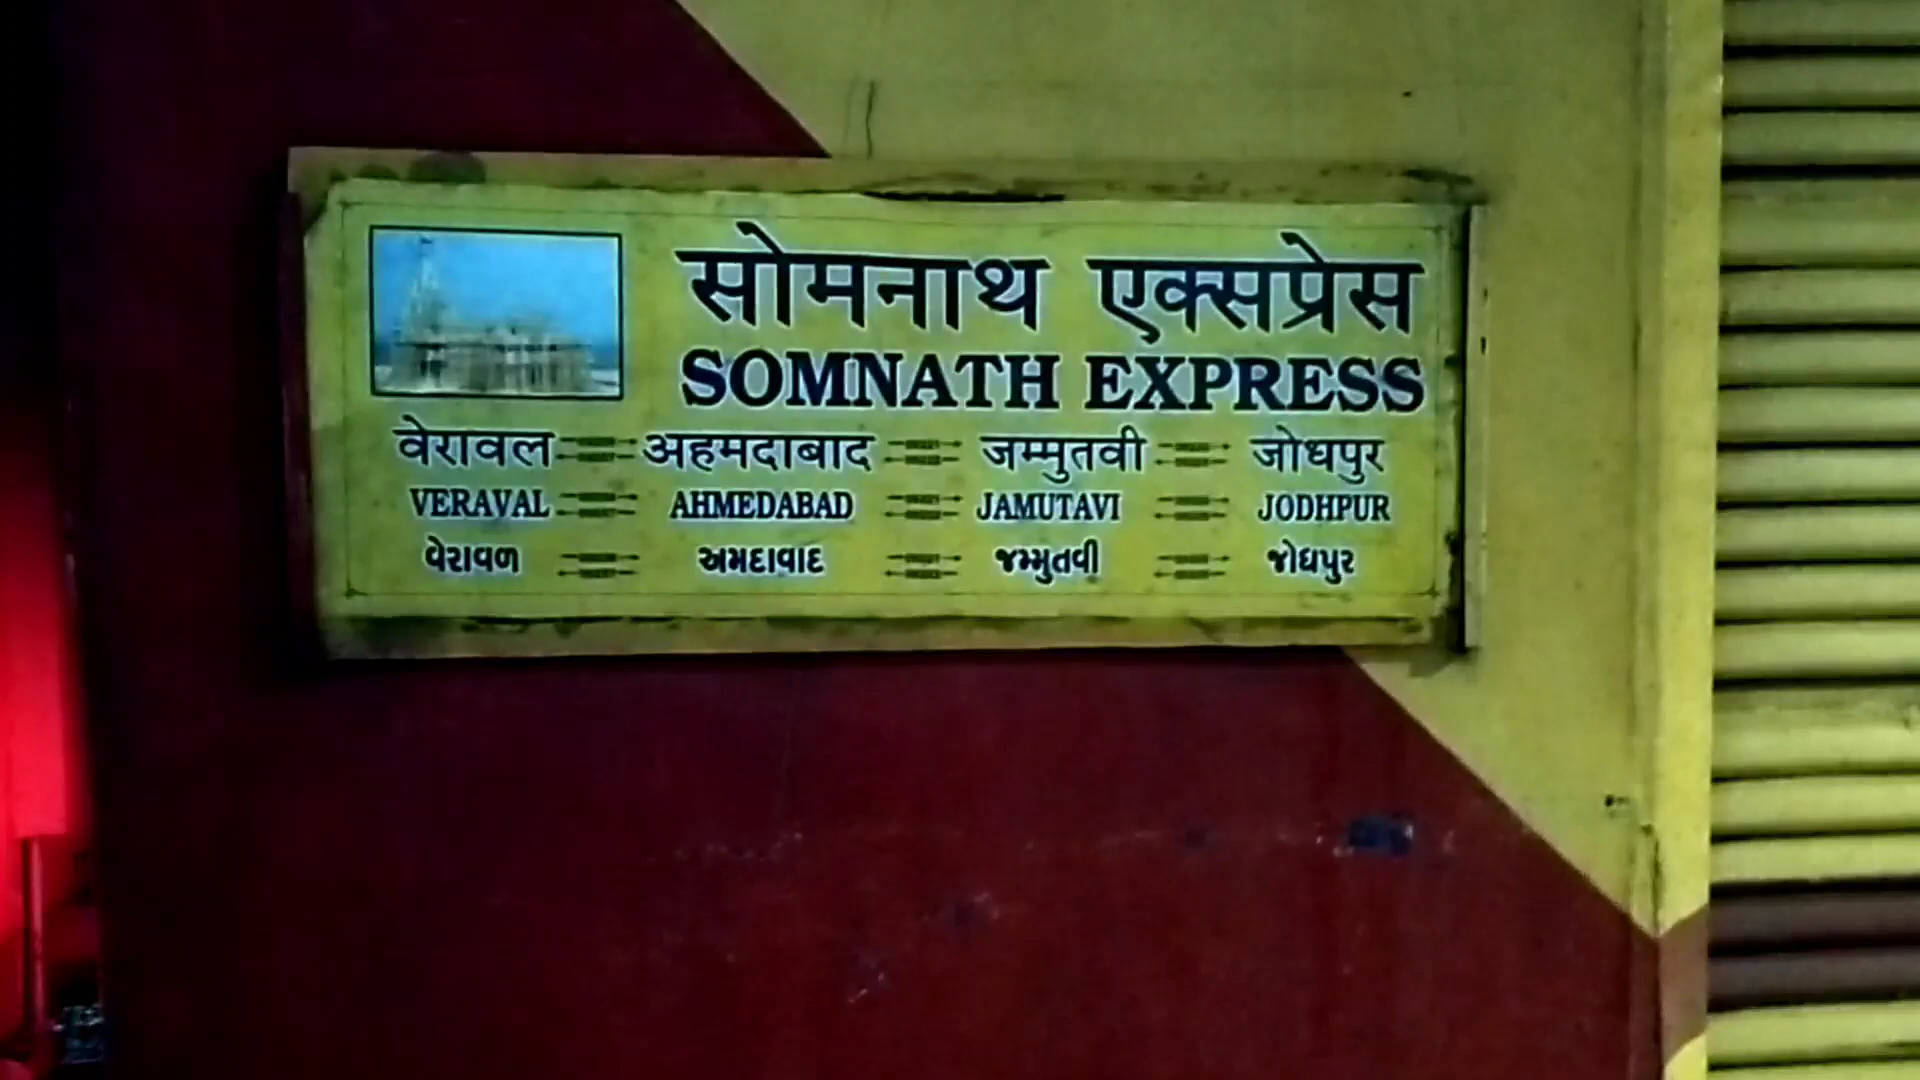 सोमनाथ एक्सप्रेस
SOMNATH EXPRESS
वेरावल अहमदाबाद जम्मुतवी जोधपुर
VERAVAL AHMEDABAD JAMUTAVI JODHPUR
વેરાવળ અમદાવાદ જમ્મુતવી જોધપુર